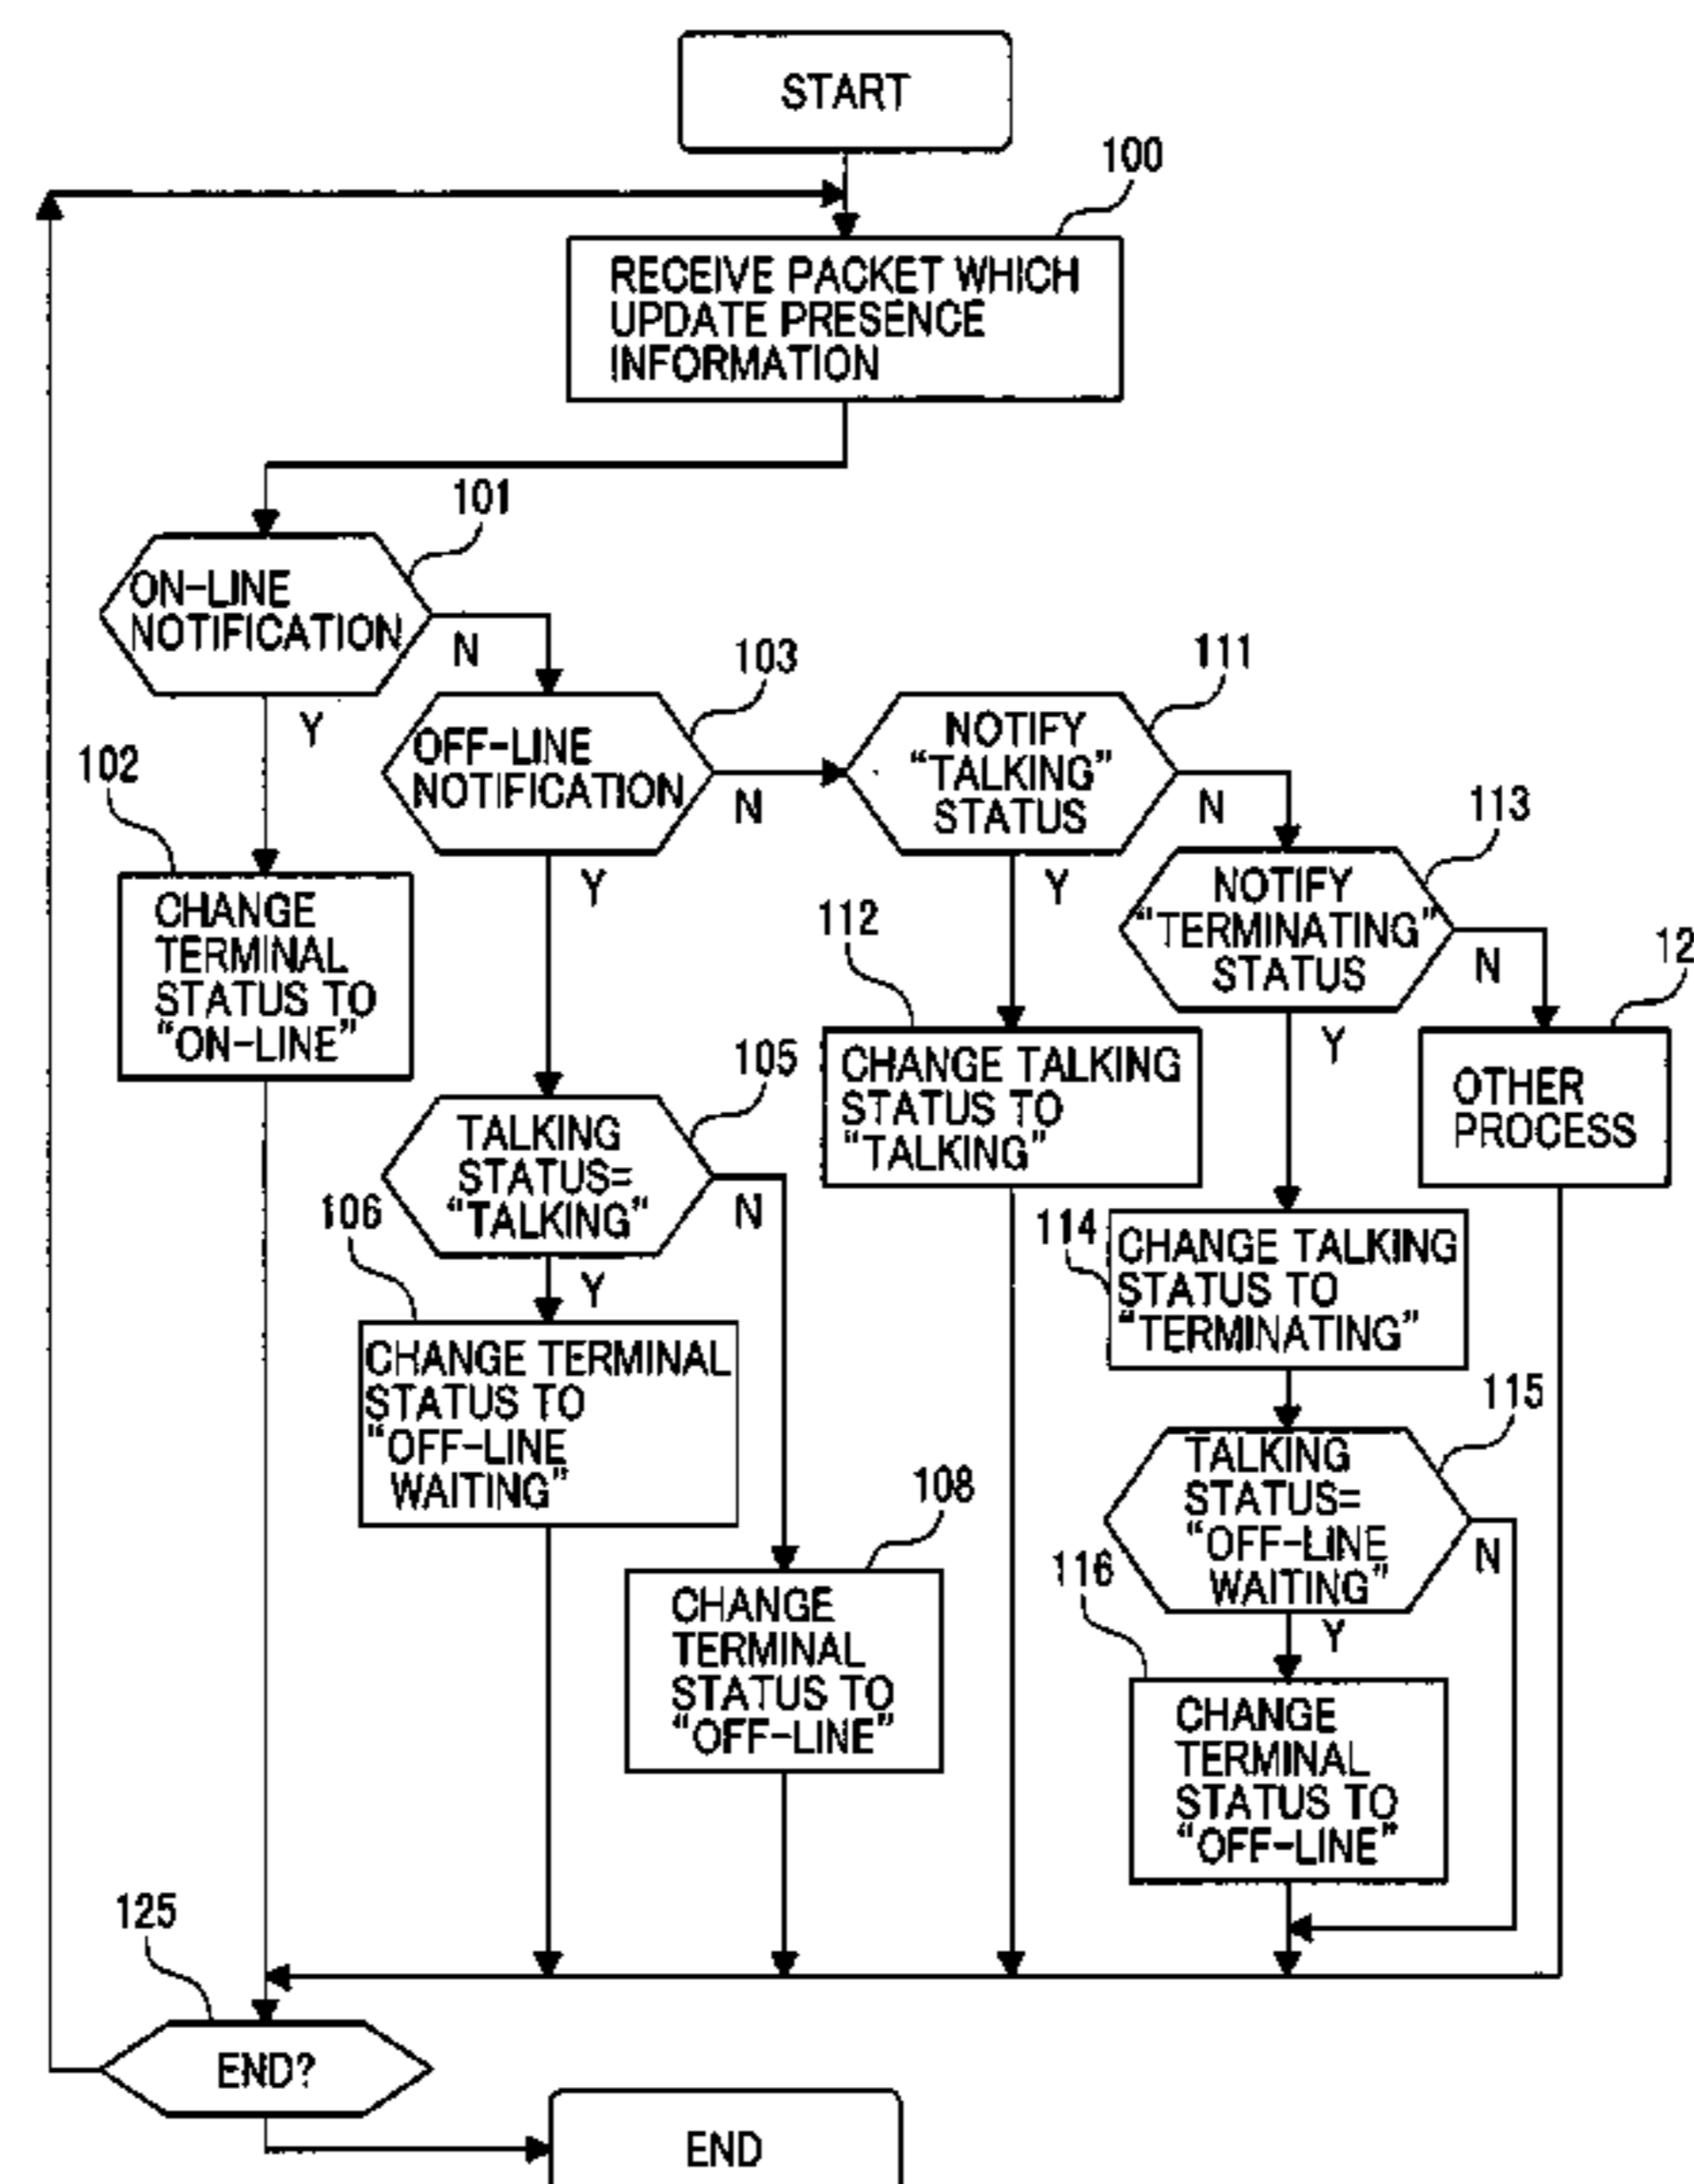 START
100
RECEIVE PACKET WHICH
UPDATE PRESENCE
INFORMATION
101
ON-LINE
NOTIFICATION
N
Y
103
OFF-LINE
NOTIFICATION
N
Y
111
NOTIFY
“TALKING”
STATUS
N
Y
113
NOTIFY
“TERMINATING”
STATUS
N
Y
102
CHANGE
TERMINAL
STATUS TO
“ON-LINE”
112
CHANGE TALKING
STATUS TO
“TALKING”
12
OTHER
PROCESS
105
TALKING
STATUS=
“TALKING”
N
Y
106
CHANGE TERMINAL
STATUS TO
“OFF-LINE
WAITING”
114
CHANGE TALKING
STATUS TO
“TERMINATING”
115
TALKING
STATUS=
“OFF-LINE
WAITING”
N
Y
108
CHANGE
TERMINAL
STATUS TO
“OFF-LINE”
116
CHANGE
TERMINAL
STATUS TO
“OFF-LINE”
125
END?
END